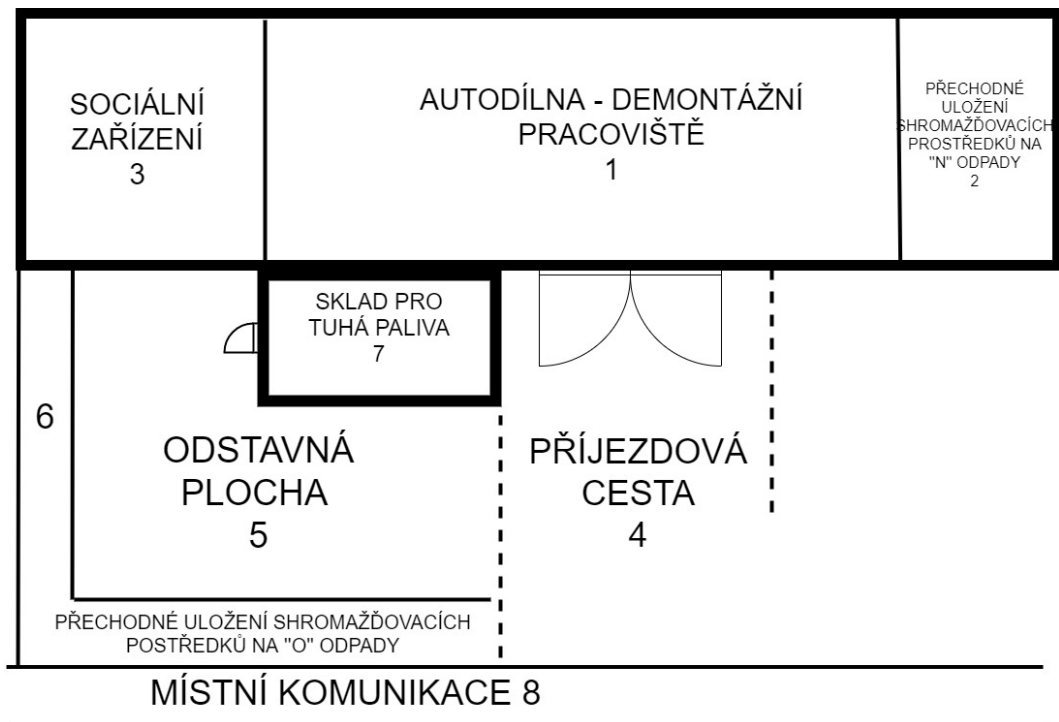 SOCIÁLNÍ
ZAŘÍZENÍ
3
AUTODÍLNA - DEMONTÁŽNÍ
PRACOVIŠTĚ
1
PŘECHODNÉ
ULOŽENÍ
SHROMAŽĎOVACÍCH
PROSTŘEDKŮ NA
"N" ODPADY
2
SKLAD PRO
TUHÁ PALIVA
7
6
ODSTAVNÁ
PLOCHA
5
PŘÍJEZDOVÁ
CESTA
4
PŘECHODNÉ ULOŽENÍ SHROMAŽĎOVACÍCH
POSTŘEDKŮ NA "O" ODPADY
MÍSTNÍ KOMUNIKACE 8